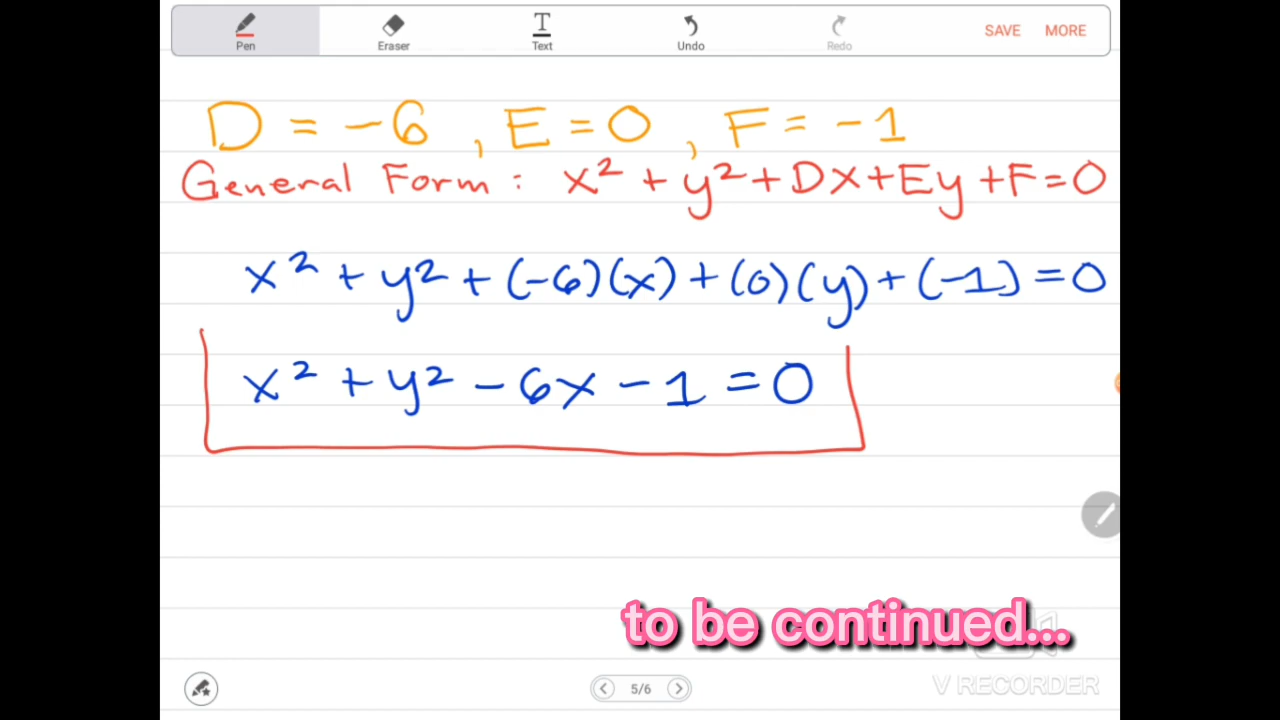 Pen Eraser Text Undo Redo SAVE MORE
D = -6 , E = 0 , F = -1
General Form : x² + y² + Dx + Ey + F = 0
x² + y² + (-6)(x) + (0)(y) + (-1) = 0
x² + y² - 6x - 1 = 0
to be continued...
5/6
V RECORDER